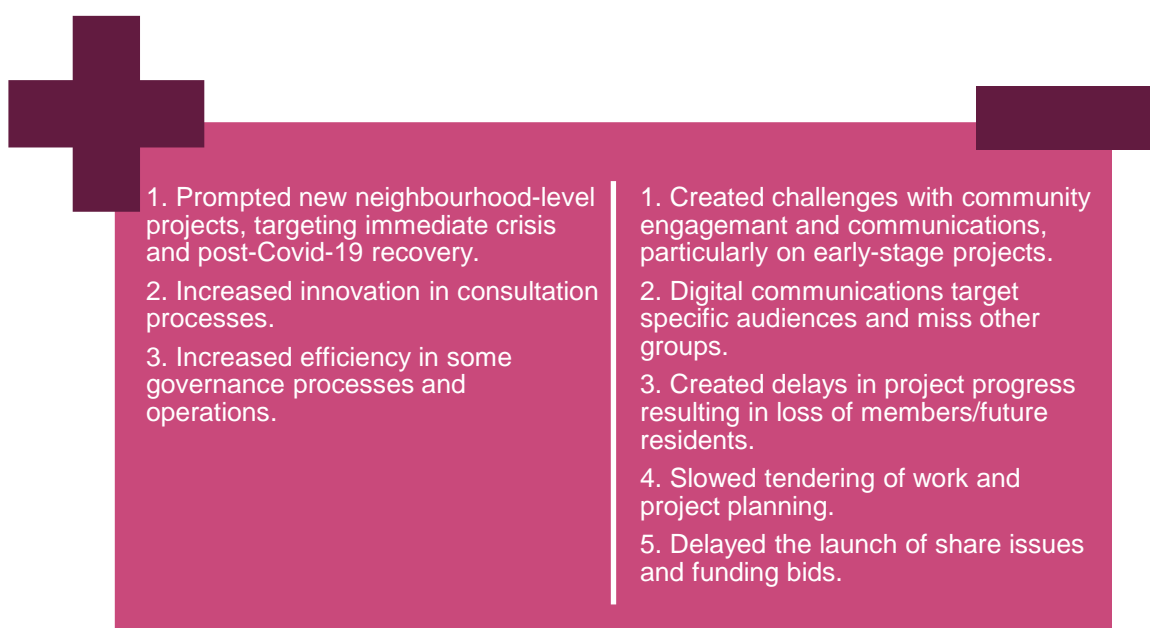 1. Prompted new neighbourhood-level
projects, targeting immediate crisis
and post-Covid-19 recovery.
2. Increased innovation in consultation
processes.
3. Increased efficiency in some
governance processes and
operations.
1. Created challenges with community
engagemant and communications,
particularly on early-stage projects.
2. Digital communications target
specific audiences and miss other
groups.
3. Created delays in project progress
resulting in loss of members/future
residents.
4. Slowed tendering of work and
project planning.
5. Delayed the launch of share issues
and funding bids.